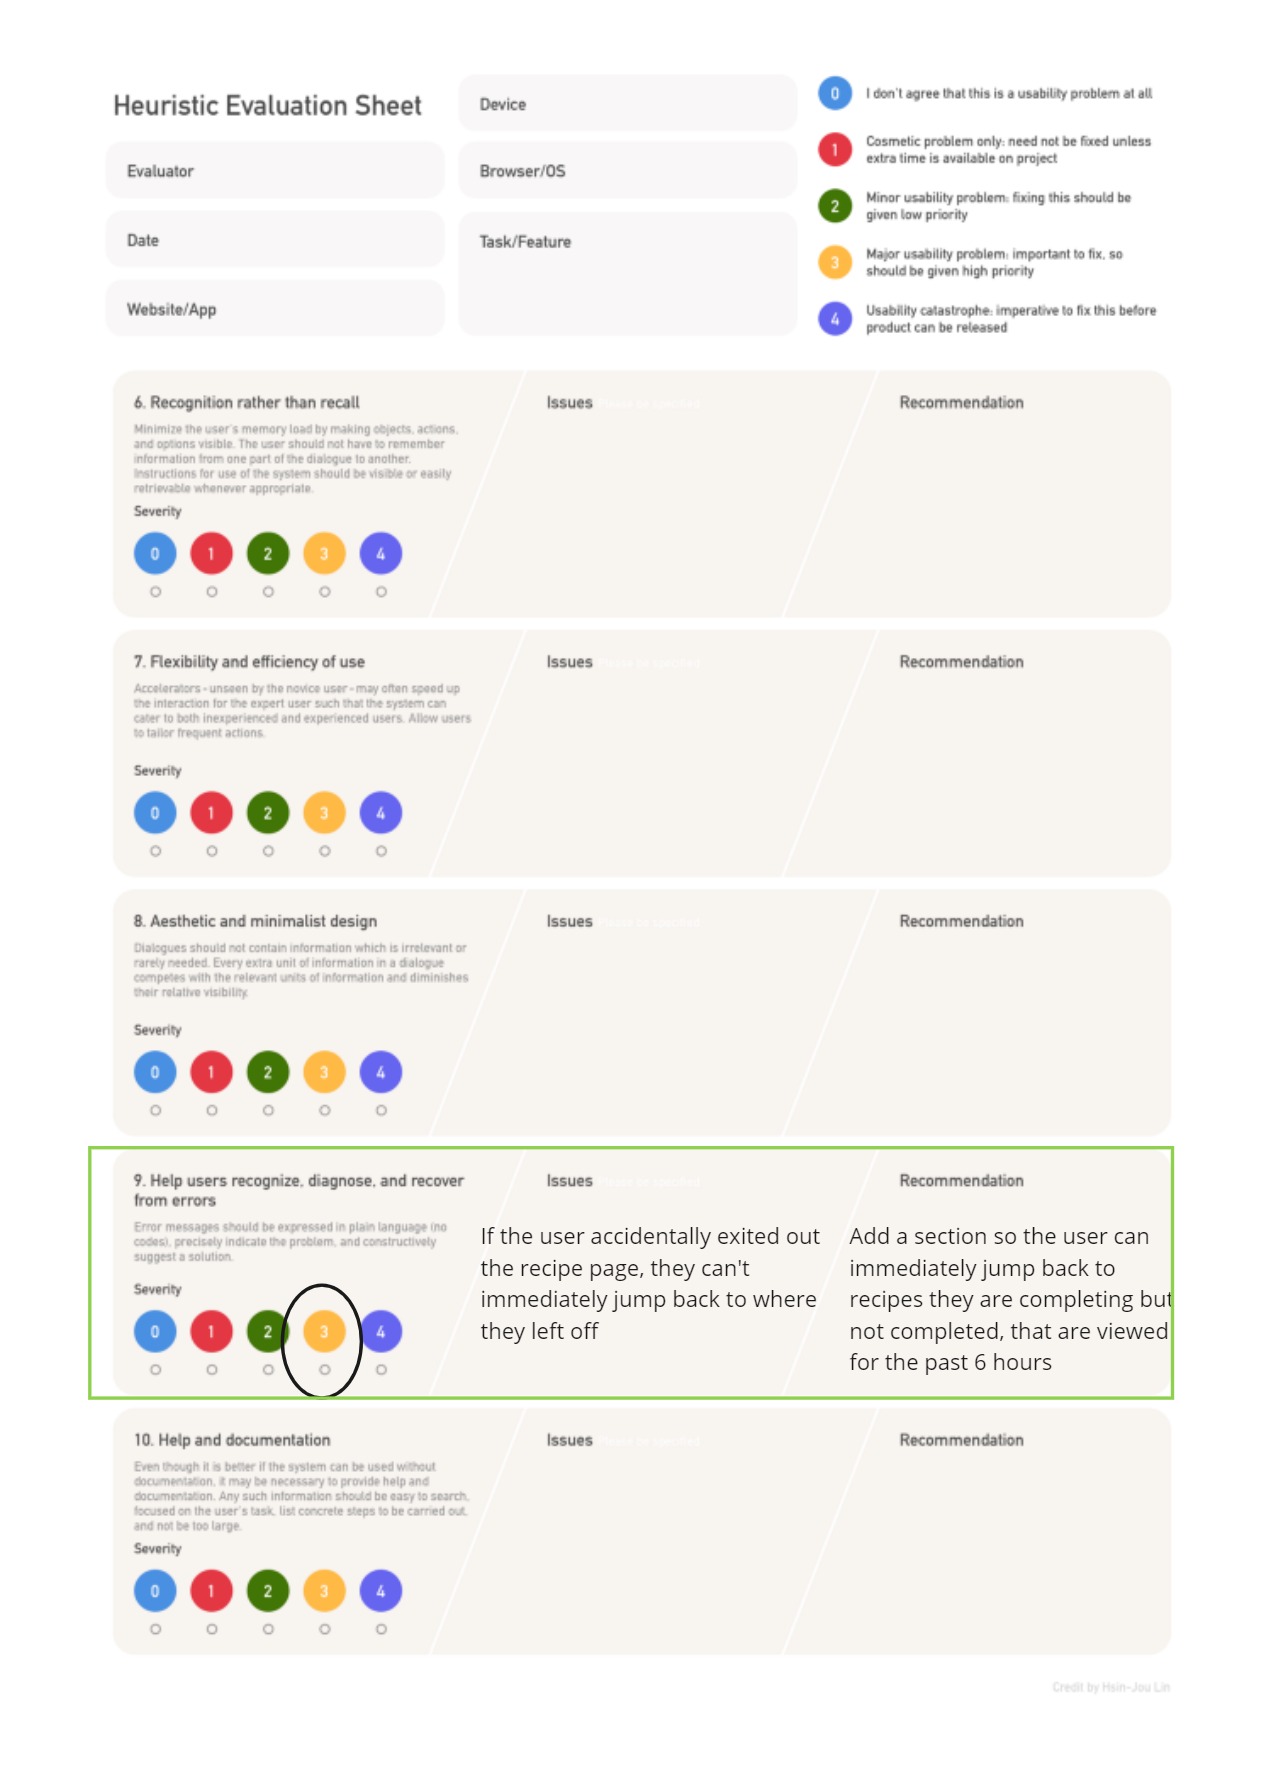 Heuristic Evaluation Sheet
Evaluator
Date
Website/App
Device
Browser/OS
Task/Feature
0 I don't agree that this is a usability problem at all
1 Cosmetic problem only: need not be fixed unless
extra time is available on project
2 Minor usability problem: fixing this should be
given low priority
3 Major usability problem: important to fix, so
should be given high priority
4 Usability catastrophe: imperative to fix this before
product can be released
6. Recognition rather than recall
Minimize the user's memory load by making objects, actions,
and options visible. The user should not have to remember
information from one part of the dialogue to another.
Instructions for use of the system should be visible or easily
retrievable whenever appropriate.
Severity
0 1 2 3 4
Issues Please be specified
Recommendation
7. Flexibility and efficiency of use
Accelerators - unseen by the novice user - may often speed up
the interaction for the expert user such that the system can
cater to both inexperienced and experienced users. Allow users
to tailor frequent actions.
Severity
0 1 2 3 4
Issues Please be specified
Recommendation
8. Aesthetic and minimalist design
Dialogues should not contain information which is irrelevant or
rarely needed. Every extra unit of information in a dialogue
competes with the relevant units of information and diminishes
their relative visibility.
Severity
0 1 2 3 4
Issues Please be specified
Recommendation
9. Help users recognize, diagnose, and recover
from errors
Error messages should be expressed in plain language (no
codes), precisely indicate the problem, and constructively
suggest a solution.
Severity
0 1 2 3 4
Issues Please be specified
If the user accidentally exited out
the recipe page, they can't
immediately jump back to where
they left off
Recommendation
Add a section so the user can
immediately jump back to
recipes they are completing but
not completed, that are viewed
for the past 6 hours
10. Help and documentation
Even though it is better if the system can be used without
documentation, it may be necessary to provide help and
documentation. Any such information should be easy to search,
focused on the user's task, list concrete steps to be carried out,
and not be too large.
Severity
0 1 2 3 4
Issues Please be specified
Recommendation
Credit by Hsin-Jou Lin